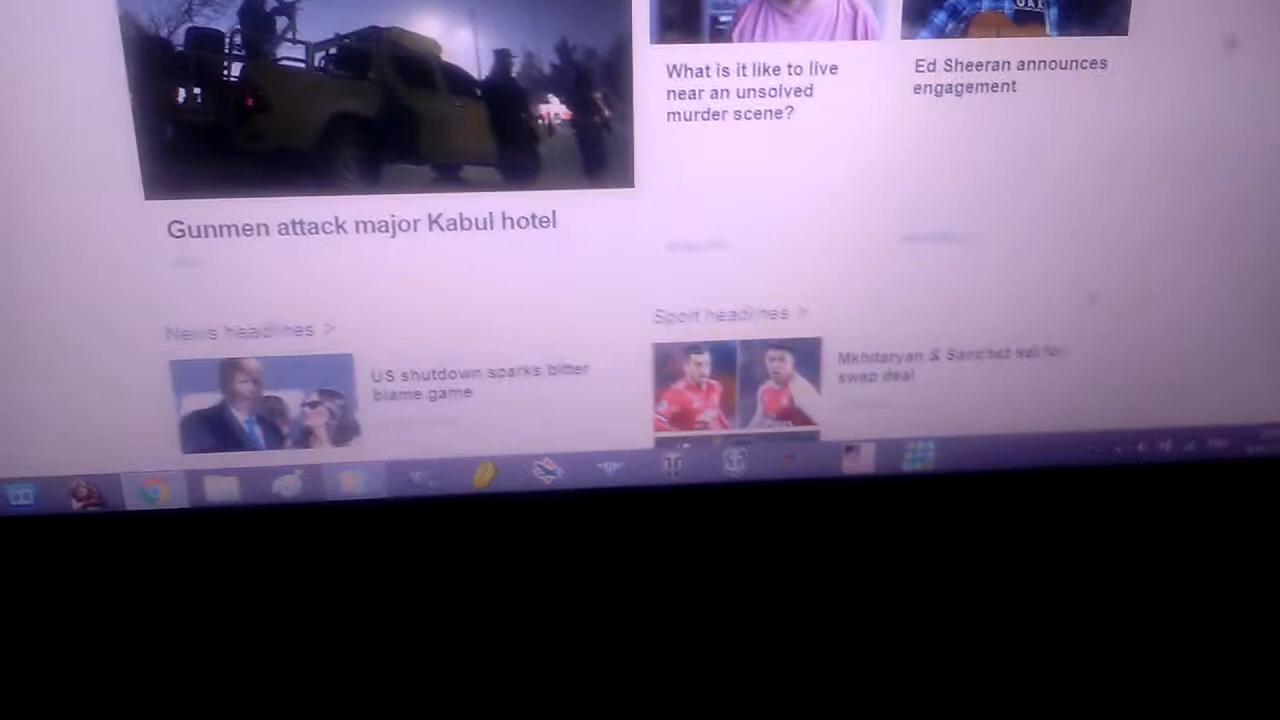 What is it like to live
near an unsolved
murder scene?
Ed Sheeran announces
engagement
Gunmen attack major Kabul hotel
News headlines >
Sport headlines >
US shutdown sparks bitter
blame game
Mkhitaryan & Sanchez
swap deal